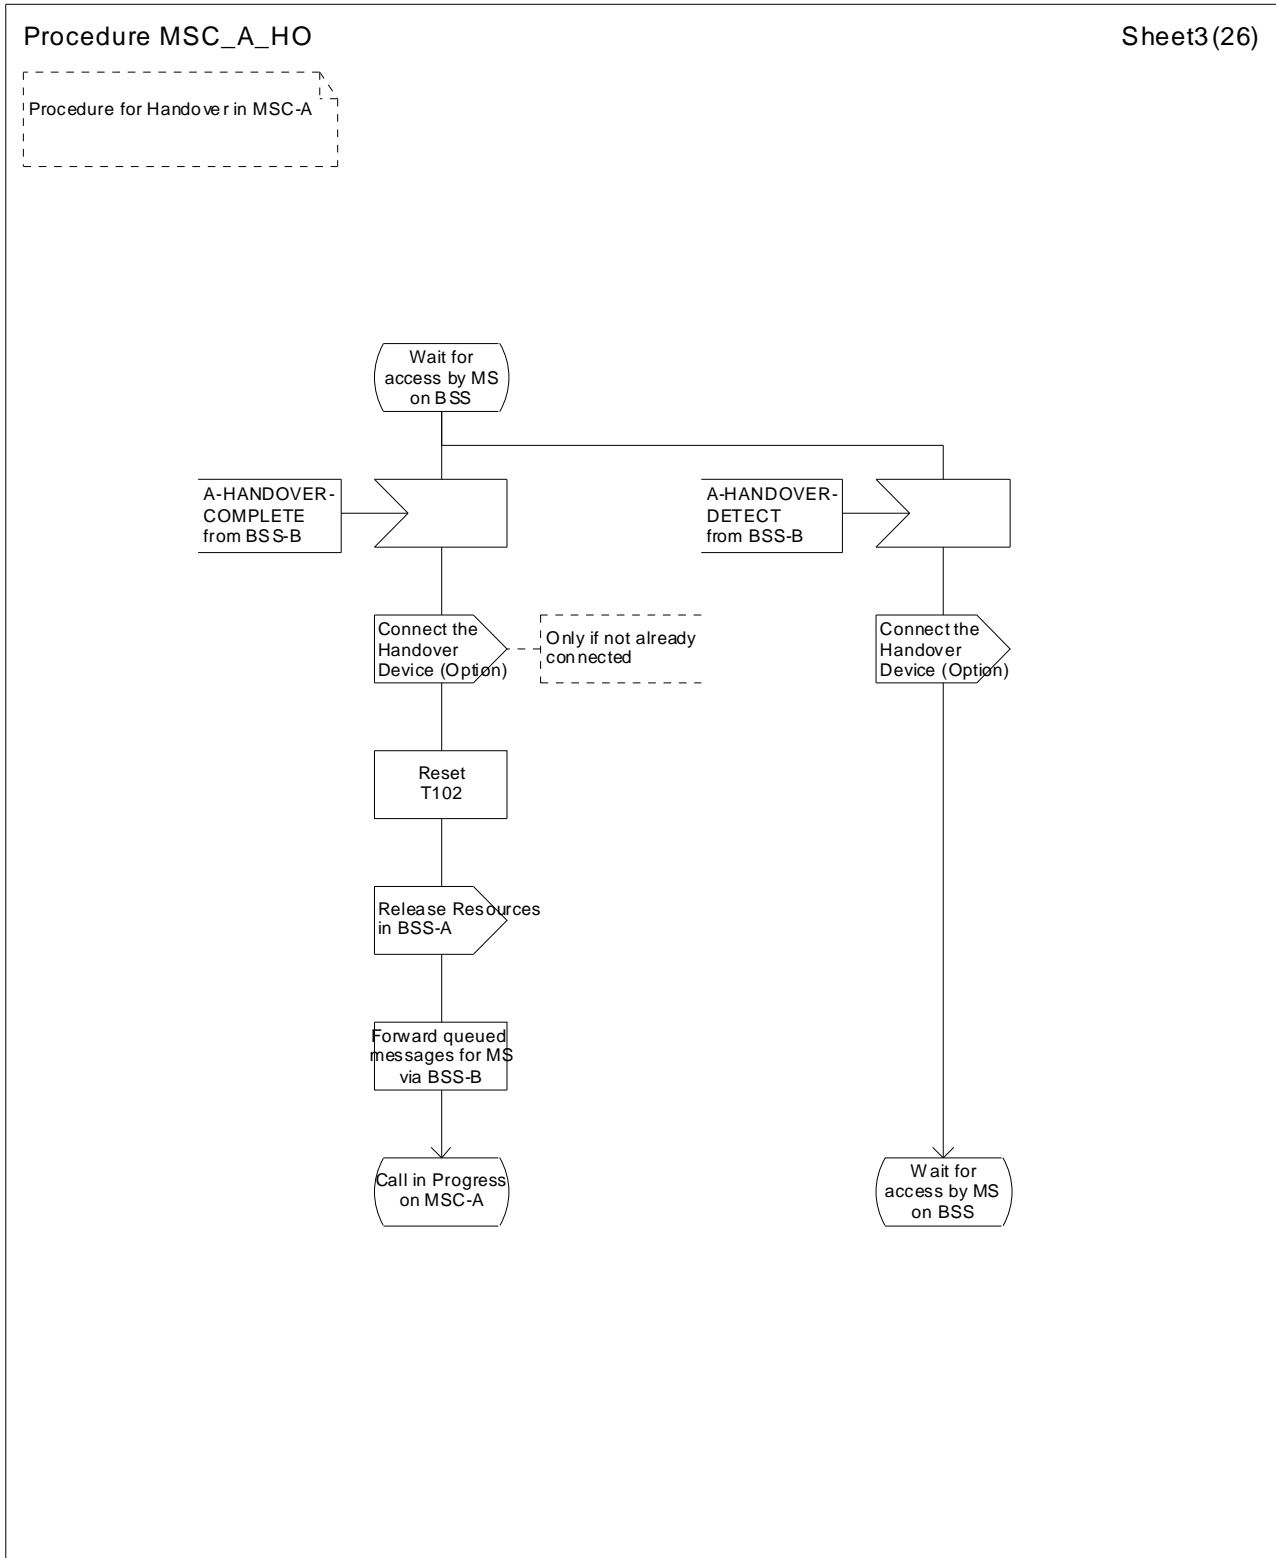 Procedure MSC_A_HO
Sheet3(26)
Procedure for Handover in MSC-A
Wait for
access by MS
on BSS
A-HANDOVER-
COMPLETE
from BSS-B
A-HANDOVER-
DETECT
from BSS-B
Connect the
Handover
Device (Option)
Only if not already
connected
Connect the
Handover
Device (Option)
Reset
T102
Release Resources
in BSS-A
Forward queued
messages for MS
via BSS-B
Call in Progress
on MSC-A
Wait for
access by MS
on BSS